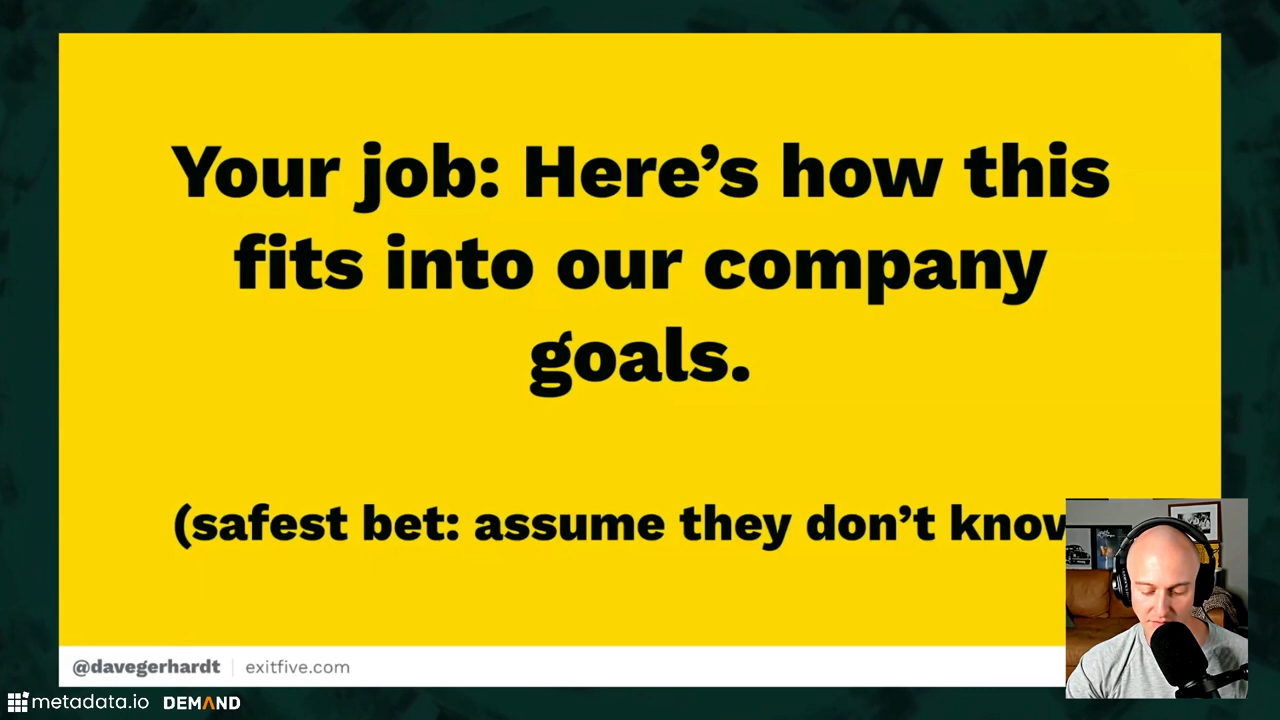 Your job: Here’s how this
fits into our company
goals.
(safest bet: assume they don’t
@davegerhardt exitfive.com
metadata.io DEMAND